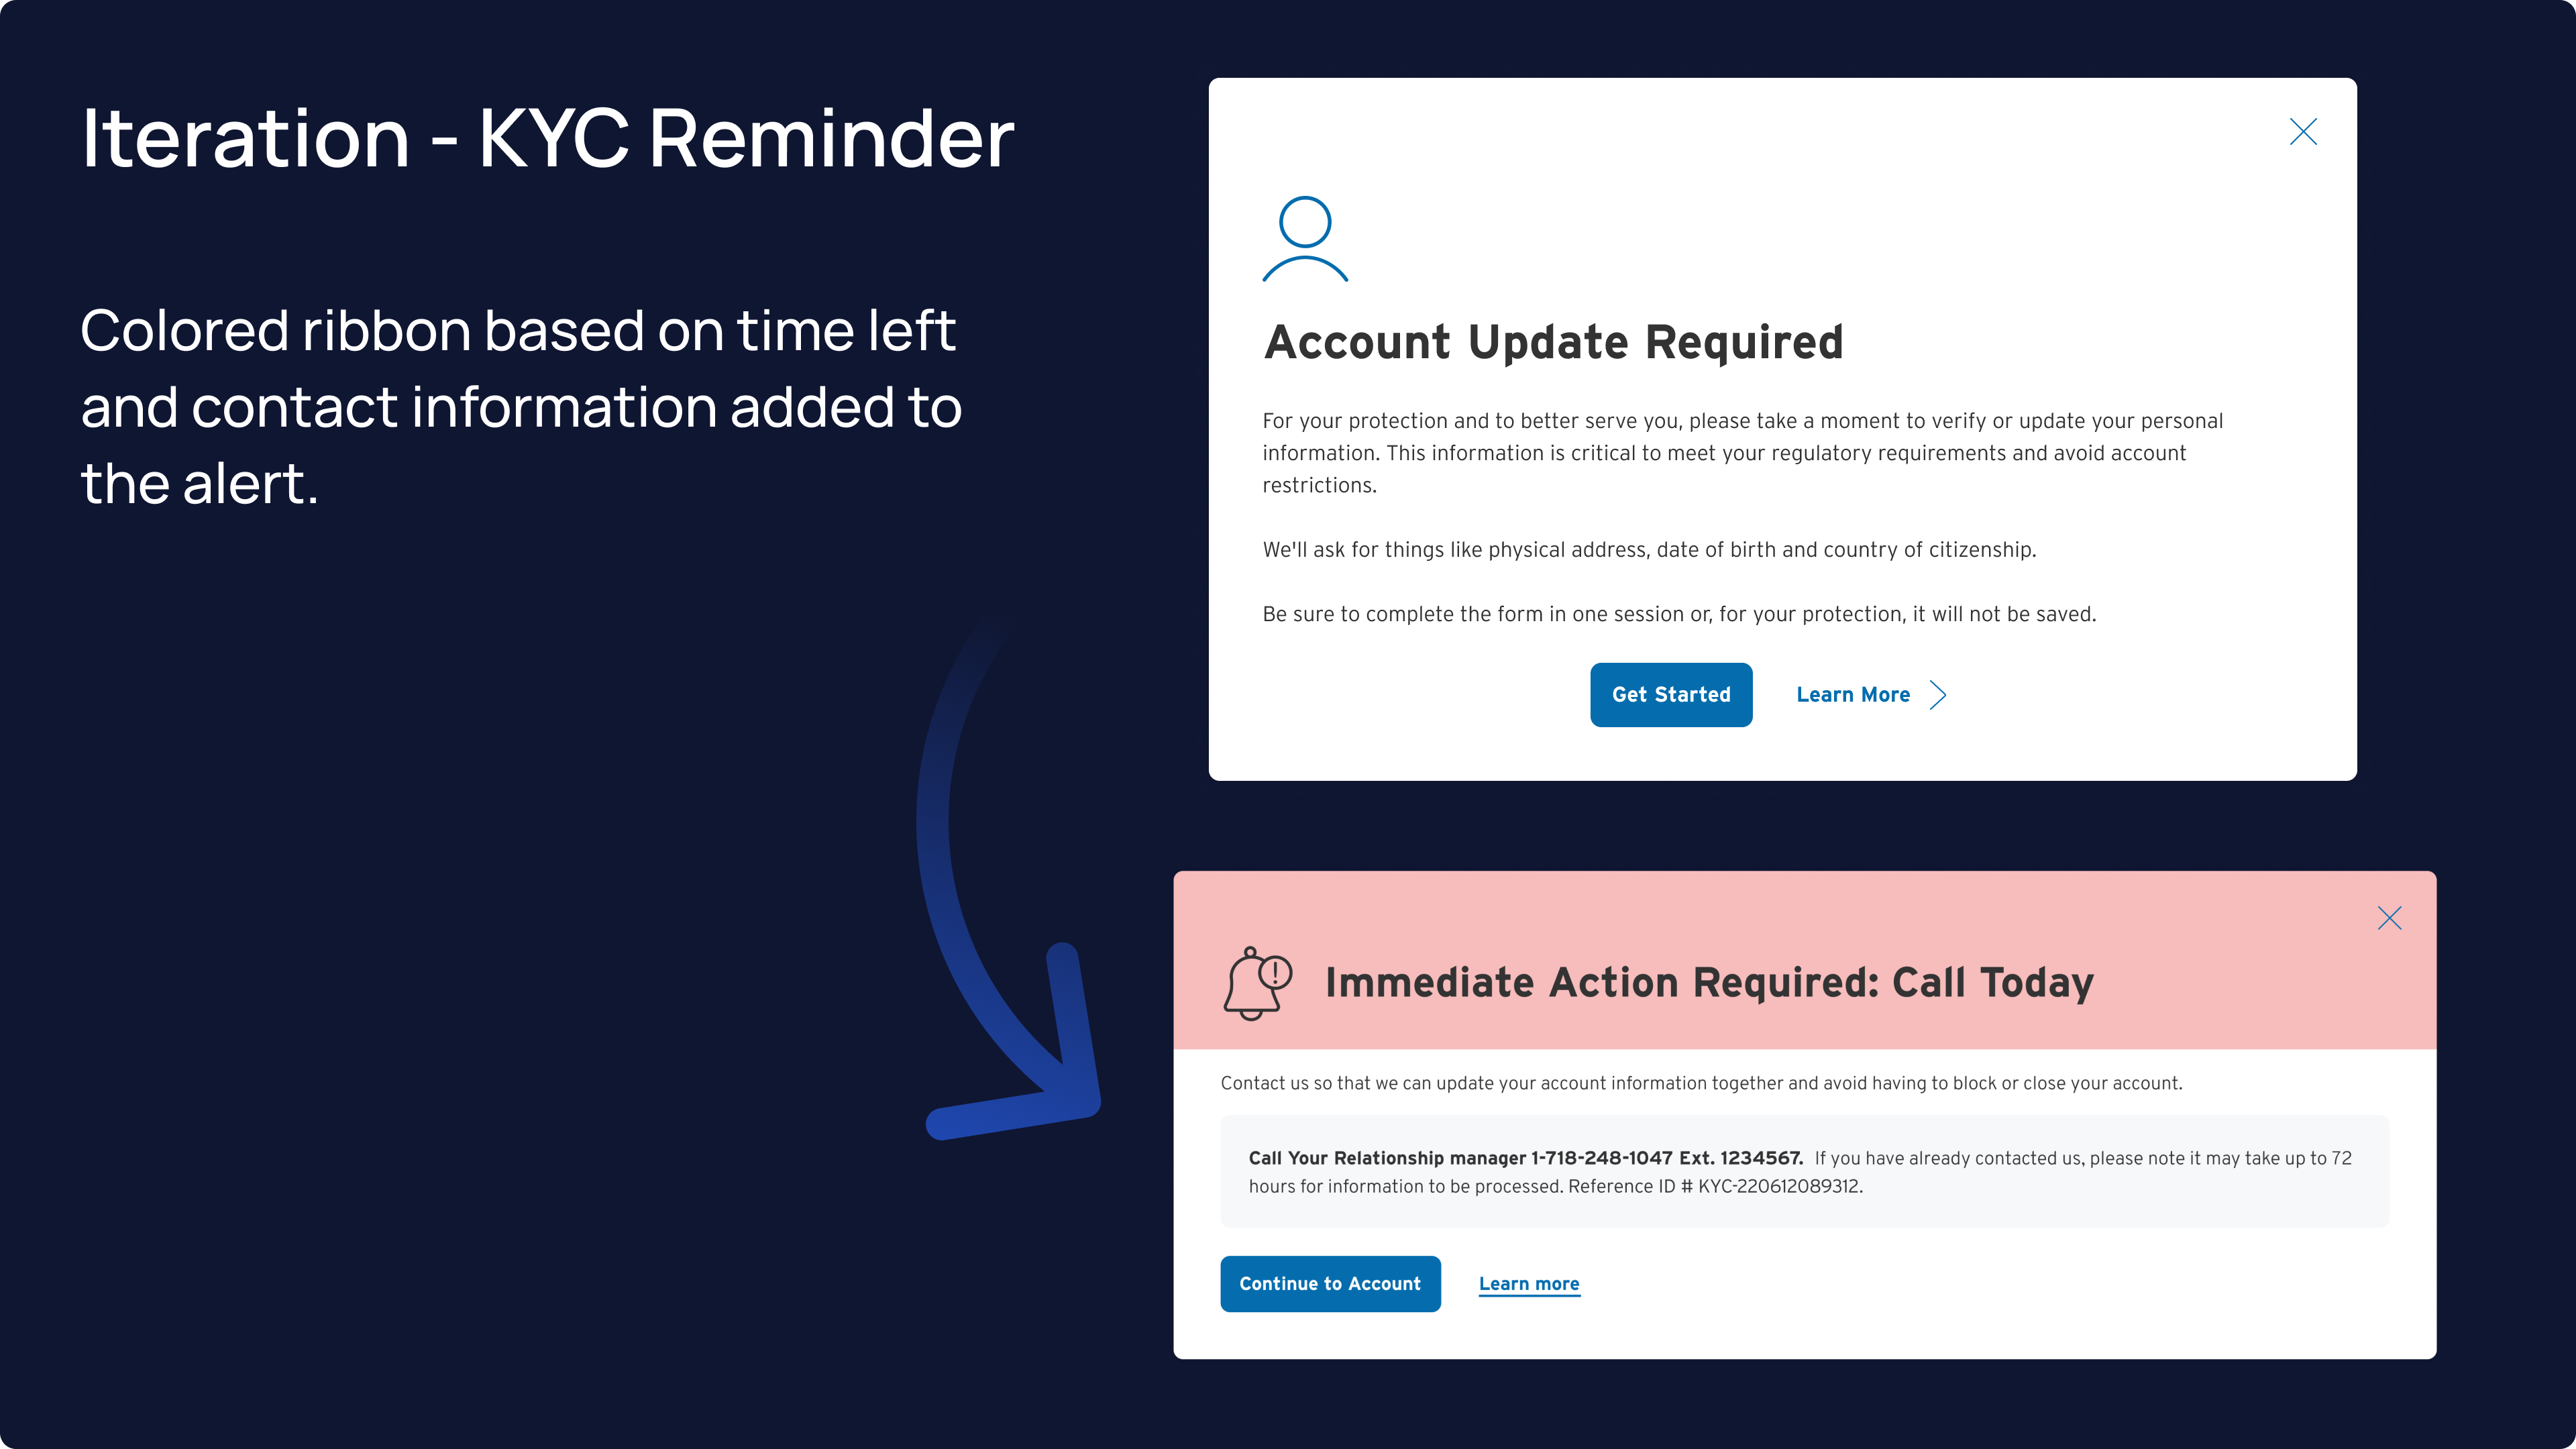 Iteration - KYC Reminder
Colored ribbon based on time left
and contact information added to
the alert.
Account Update Required
For your protection and to better serve you, please take a moment to verify or update your personal
information. This information is critical to meet your regulatory requirements and avoid account
restrictions.
We'll ask for things like physical address, date of birth and country of citizenship.
Be sure to complete the form in one session or, for your protection, it will not be saved.
Get Started Learn More
Immediate Action Required: Call Today
Contact us so that we can update your account information together and avoid having to block or close your account.
Call Your Relationship manager 1-718-248-1047 Ext. 1234567. If you have already contacted us, please note it may take up to 72
hours for information to be processed. Reference ID # KYC-220612089312.
Continue to Account Learn more